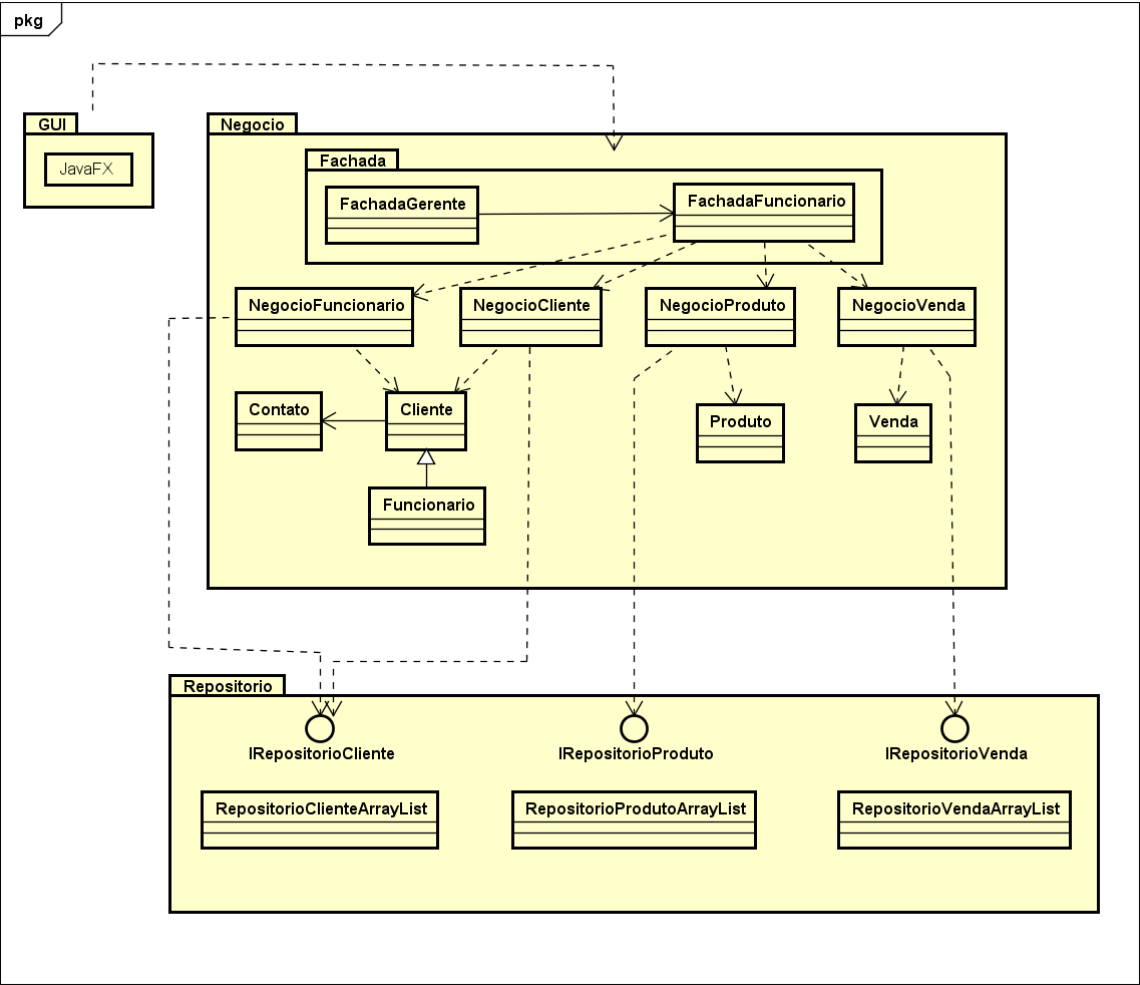 pkg
GUI
JavaFX
Negocio
Fachada
FachadaGerente
FachadaFuncionario
NegocioFuncionario
NegocioCliente
NegocioProduto
NegocioVenda
Contato
Cliente
Produto
Venda
Funcionario
Repositorio
IRepositorioCliente
IRepositorioProduto
IRepositorioVenda
RepositorioClienteArrayList
RepositorioProdutoArrayList
RepositorioVendaArrayList